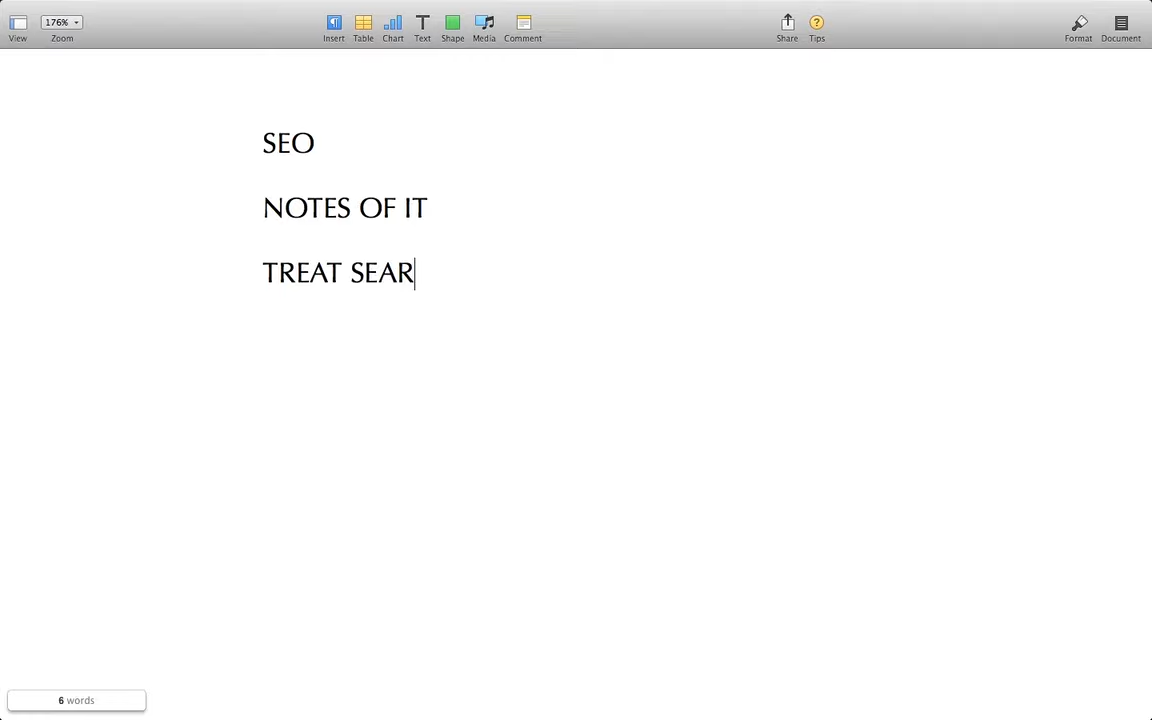 176%
View
Zoom
Insert
Table
Chart
Text
Shape
Media
Comment
Share
Tips
Format
Document
SEO
NOTES OF IT
TREAT SEAR
6 words